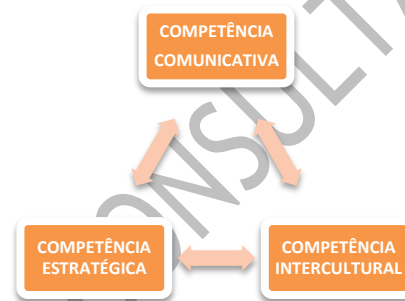 COMPETÊNCIA
COMUNICATIVA
COMPETÊNCIA
ESTRATÉGICA
COMPETÊNCIA
INTERCULTURAL